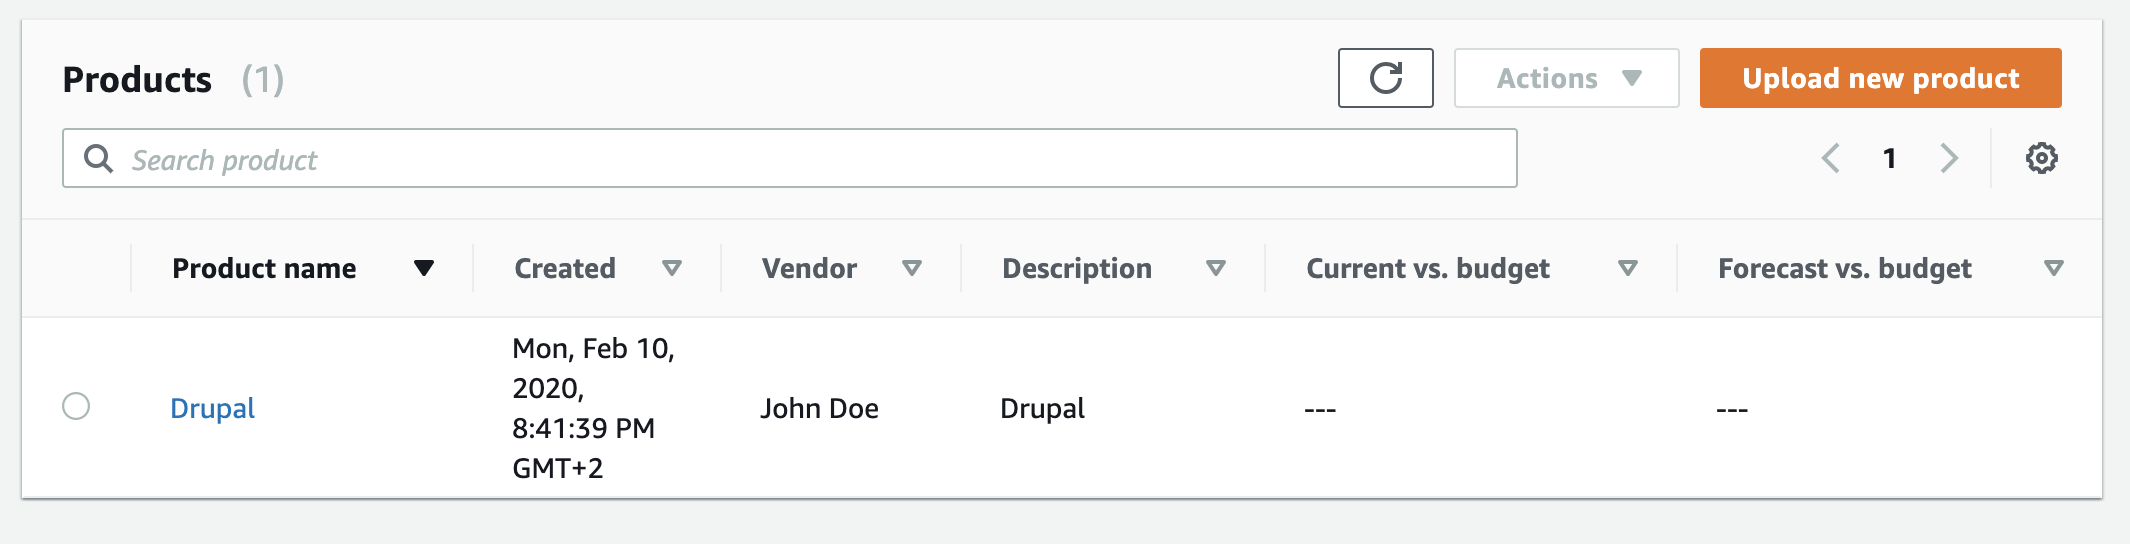 Products (1)
Actions
Upload new product
Search product
1
Product name
Created
Vendor
Description
Current vs. budget
Forecast vs. budget
Drupal
Mon, Feb 10,
2020,
8:41:39 PM
GMT+2
John Doe
Drupal
---
---